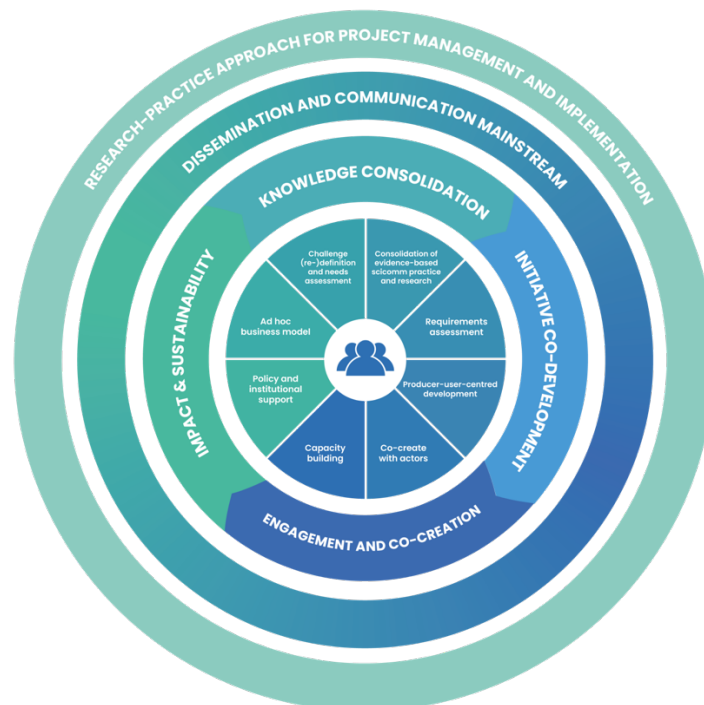 RESEARCH-PRACTICE APPROACH FOR PROJECT MANAGEMENT AND IMPLEMENTATION
DISSEMINATION AND COMMUNICATION MAINSTREAM
KNOWLEDGE CONSOLIDATION
INITIATIVE CO-DEVELOPMENT
ENGAGEMENT AND CO-CREATION
IMPACT & SUSTAINABILITY
Challenge
(re-)definition
and needs
assessment
Consolidation of
evidence-based
scicomm practice
and research
Requirements
assessment
Producer-user-centred
development
Co-create
with actors
Capacity
building
Policy and
institutional
support
Ad hoc
business model